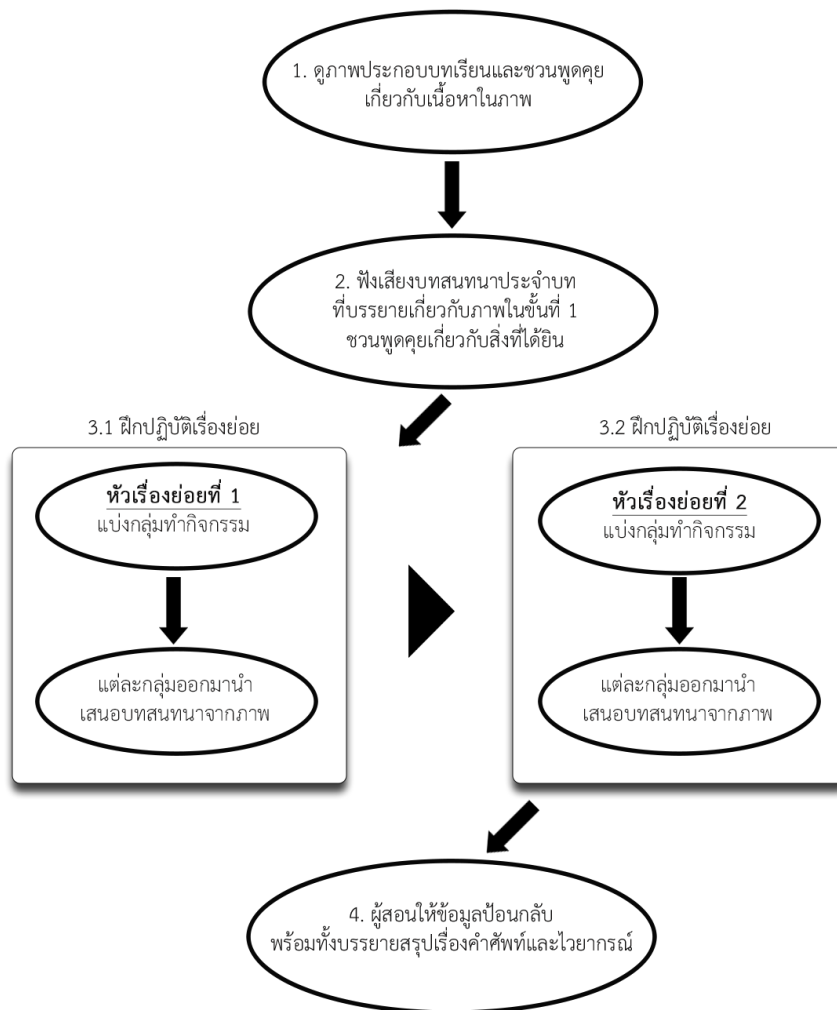 1. ดูภาพประกอบบทเรียนและชวนพูดคุย
เกี่ยวกับเนื้อหาในภาพ
2. ฟังเสียงบทสนทนาประจำบท
ที่บรรยายเกี่ยวกับภาพในขั้นที่ 1
ชวนพูดคุยเกี่ยวกับสิ่งที่ได้ยิน
3.1 ฝึกปฏิบัติเรื่องย่อย
หัวเรื่องย่อยที่ 1
แบ่งกลุ่มทำกิจกรรม
แต่ละกลุ่มออกมานำ
เสนอบทสนทนาจากภาพ
3.2 ฝึกปฏิบัติเรื่องย่อย
หัวเรื่องย่อยที่ 2
แบ่งกลุ่มทำกิจกรรม
แต่ละกลุ่มออกมานำ
เสนอบทสนทนาจากภาพ
4. ผู้สอนให้ข้อมูลป้อนกลับ
พร้อมทั้งบรรยายสรุปเรื่องคำศัพท์และไวยากรณ์